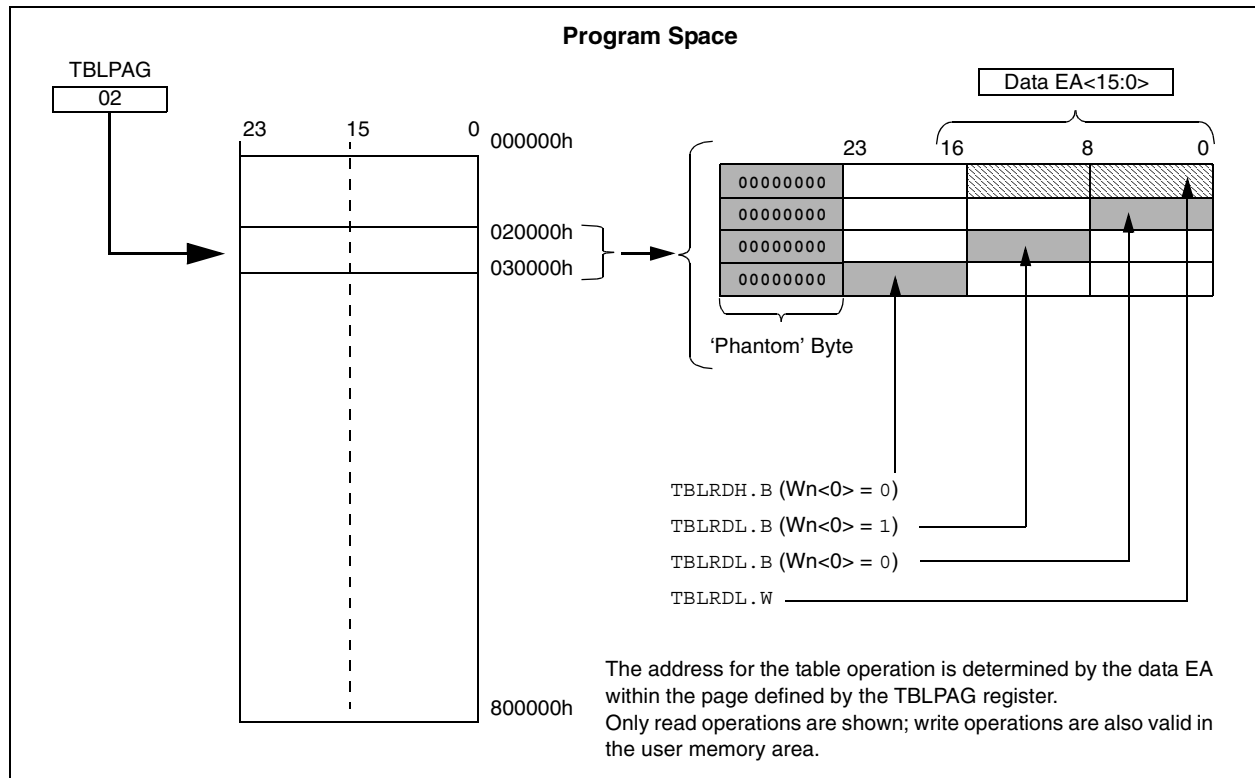 Program Space
TBLPAG
02
Data EA<15:0>
23 15 0
000000h
23 16 8 0
00000000
00000000
020000h
00000000
030000h
00000000
‘Phantom’ Byte
TBLRDH.B (Wn<0> = 0)
TBLRDL.B (Wn<0> = 1)
TBLRDL.B (Wn<0> = 0)
TBLRDL.W
The address for the table operation is determined by the data EA
within the page defined by the TBLPAG register.
800000h
Only read operations are shown; write operations are also valid in
the user memory area.